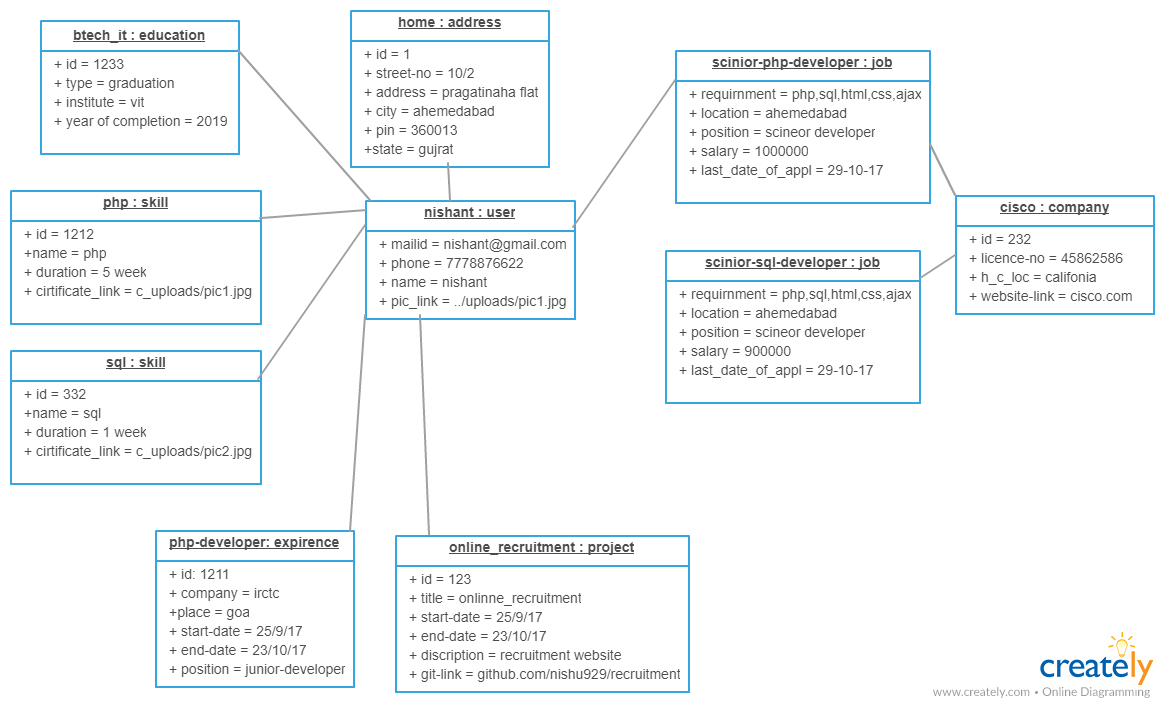 btech_it : education
+ id = 1233
+ type = graduation
+ institute = vit
+ year of completion = 2019
home : address
+ id = 1
+ street-no = 10/2
+ address = pragatinaha flat
+ city = ahemedabad
+ pin = 360013
+state = gujrat
scinior-php-developer : job
+ requirnment = php,sql,html,css,ajax
+ location = ahemedabad
+ position = scineor developer
+ salary = 1000000
+ last_date_of_appl = 29-10-17
php : skill
+ id = 1212
+name = php
+ duration = 5 week
+ cirtificate_link = c_uploads/pic1.jpg
nishant : user
+ mailid = nishant@gmail.com
+ phone = 7778876622
+ name = nishant
+ pic_link = ../uploads/pic1.jpg
cisco : company
+ id = 232
+ licence-no = 45862586
+ h_c_loc = califonia
+ website-link = cisco.com
scinior-sql-developer : job
+ requirnment = php,sql,html,css,ajax
+ location = ahemedabad
+ position = scineor developer
+ salary = 900000
+ last_date_of_appl = 29-10-17
sql : skill
+ id = 332
+name = sql
+ duration = 1 week
+ cirtificate_link = c_uploads/pic2.jpg
php-developer: expirence
+ id: 1211
+ company = irctc
+place = goa
+ start-date = 25/9/17
+ end-date = 23/10/17
+ position = junior-developer
online_recruitment : project
+ id = 123
+ title = onlinne_recruitment
+ start-date = 25/9/17
+ end-date = 23/10/17
+ discription = recruitment website
+ git-link = github.com/nishu929/recruitment
creately
www.creately.com • Online Diagramming